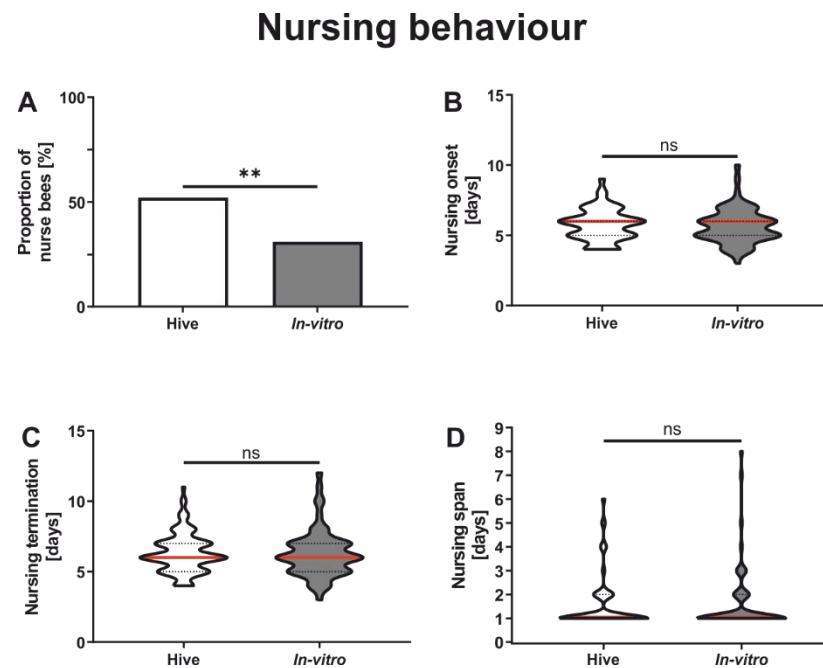 Nursing behaviour
A
Proportion of
nurse bees [%]
100
50
0
**
Hive
In-vitro
B
Nursing onset
[days]
15
10
5
0
ns
Hive
In-vitro
C
Nursing termination
[days]
15
10
5
0
ns
Hive
In-vitro
D
Nursing span
[days]
9
8
7
6
5
4
3
2
1
0
ns
Hive
In-vitro